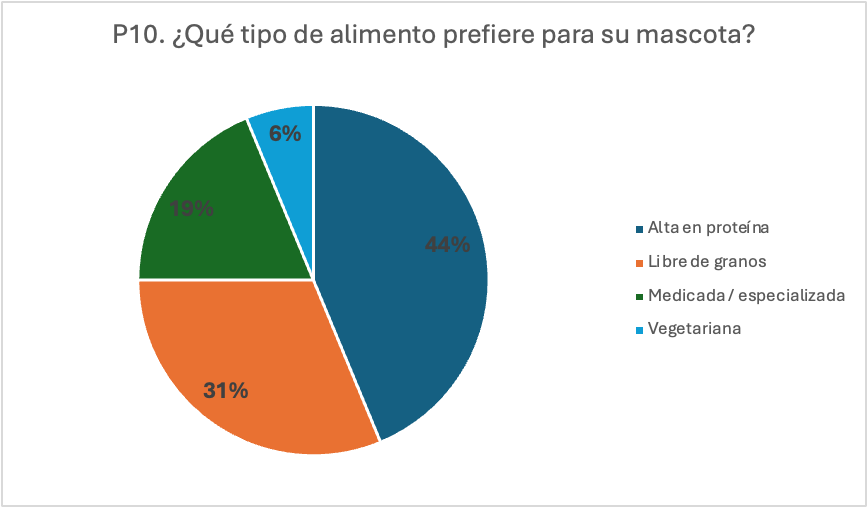 P10. ¿Qué tipo de alimento prefiere para su mascota?
6%
19%
44%
31%
Alta en proteína
Libre de granos
Medicada / especializada
Vegetariana